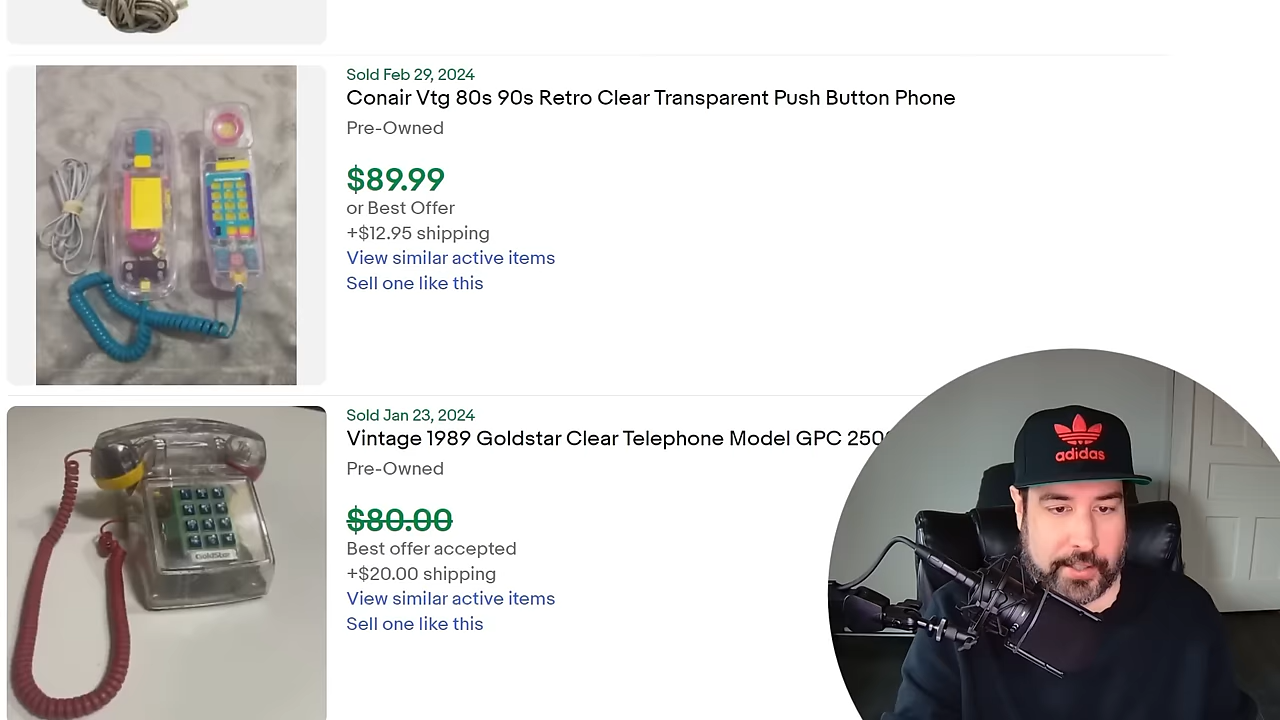 Sold Feb 29, 2024
Conair Vtg 80s 90s Retro Clear Transparent Push Button Phone
Pre-Owned
$89.99
or Best Offer
+$12.95 shipping
View similar active items
Sell one like this
Sold Jan 23, 2024
Vintage 1989 Goldstar Clear Telephone Model GPC 250
Pre-Owned
$80.00
Best offer accepted
+$20.00 shipping
View similar active items
Sell one like this
GoldStar
adidas